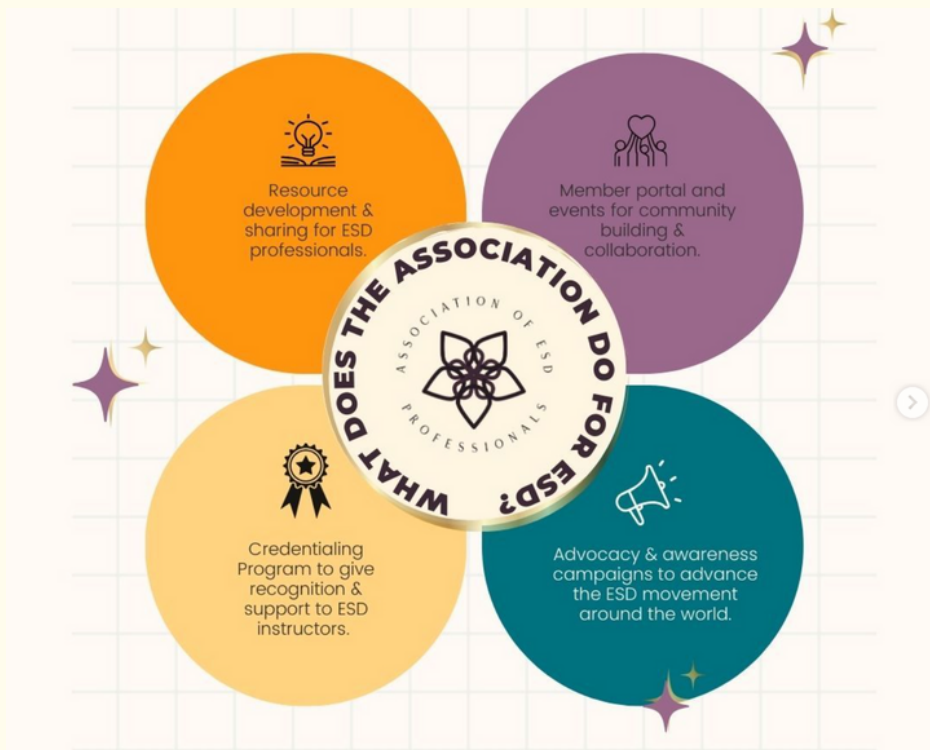 WHAT DOES THE ASSOCIATION DO FOR ESD?
ASSOCIATION OF ESD
PROFESSIONALS
Resource
development &
sharing for ESD
professionals.
Member portal and
events for community
building &
collaboration.
Credentialing
Program to give
recognition &
support to ESD
instructors.
Advocacy & awareness
campaigns to advance
the ESD movement
around the world.